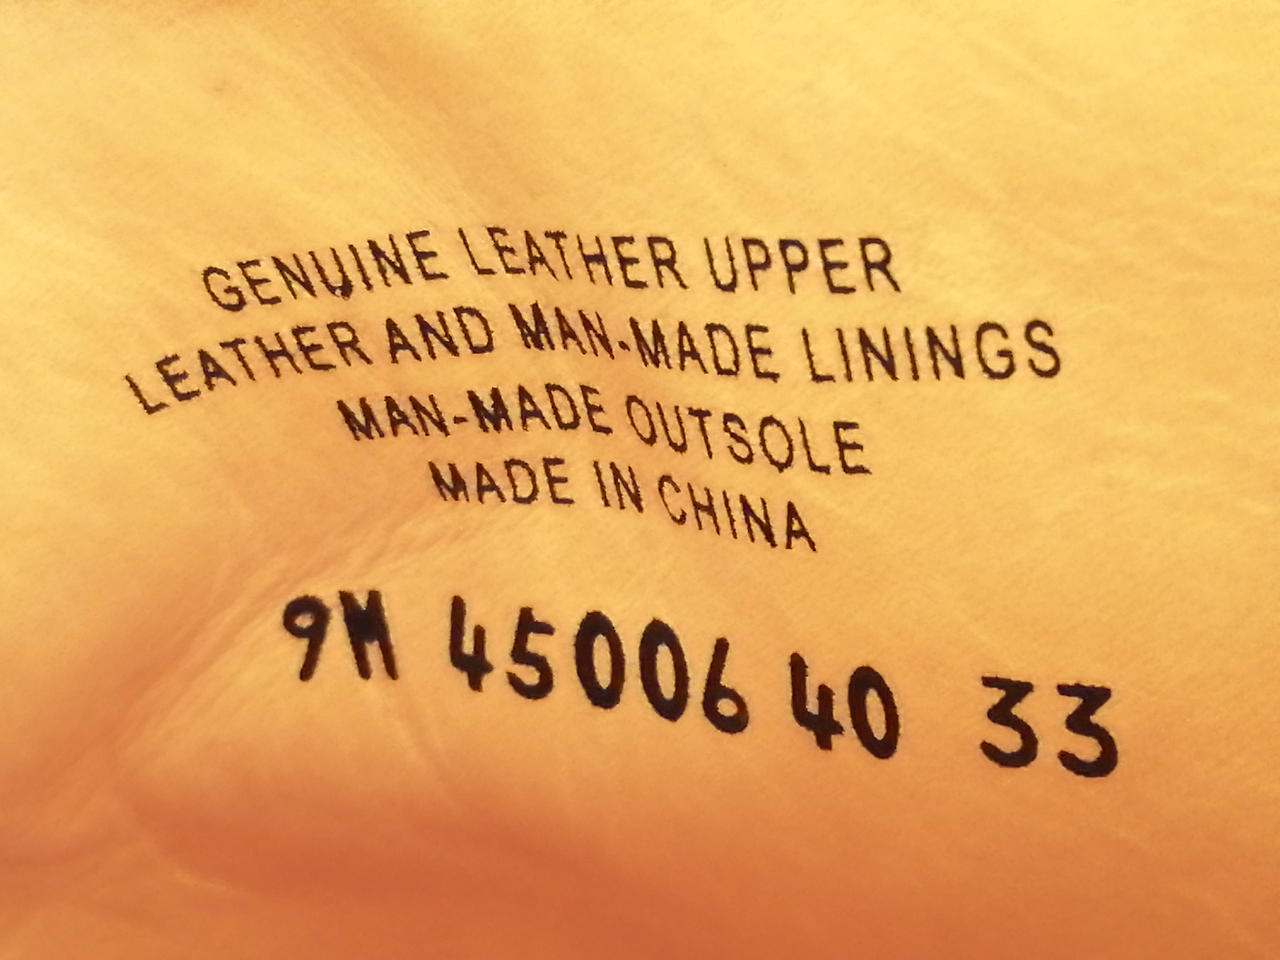 GENUINE LEATHER UPPER
LEATHER AND MAN-MADE LININGS
MAN-MADE OUTSOLE
MADE IN CHINA
9M 45006 40 33